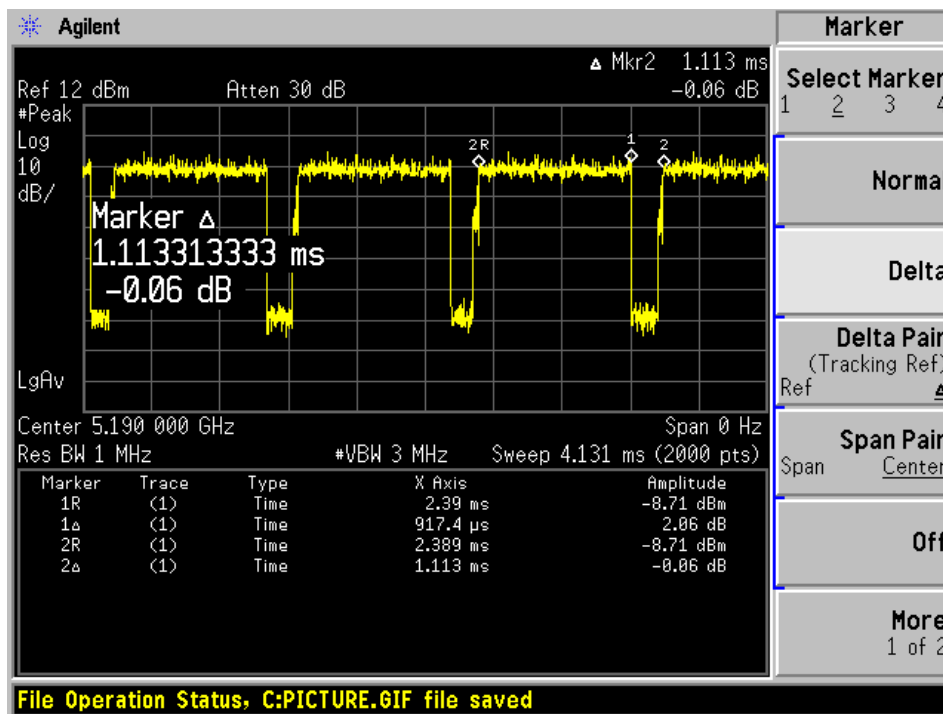 Agilent
Marker
Δ Mkr2 1.113 ms
Ref 12 dBm Atten 30 dB -0.06 dB
#Peak
Log
10
dB/
2R
1
2
Marker Δ
1.113313333 ms
-0.06 dB
LgAv
Center 5.190 000 GHz Span 0 Hz
Res BW 1 MHz #VBW 3 MHz Sweep 4.131 ms (2000 pts)
Marker Trace Type X Axis Amplitude
1R (1) Time 2.39 ms -8.71 dBm
1Δ (1) Time 917.4 µs 2.06 dB
2R (1) Time 2.389 ms -8.71 dBm
2Δ (1) Time 1.113 ms -0.06 dB
Select Marker
1 2 3 4
Norma
Delta
Delta Pair
(Tracking Ref)
Ref Δ
Span Pair
Span Center
Off
More
1 of 2
File Operation Status, C:PICTURE.GIF file saved